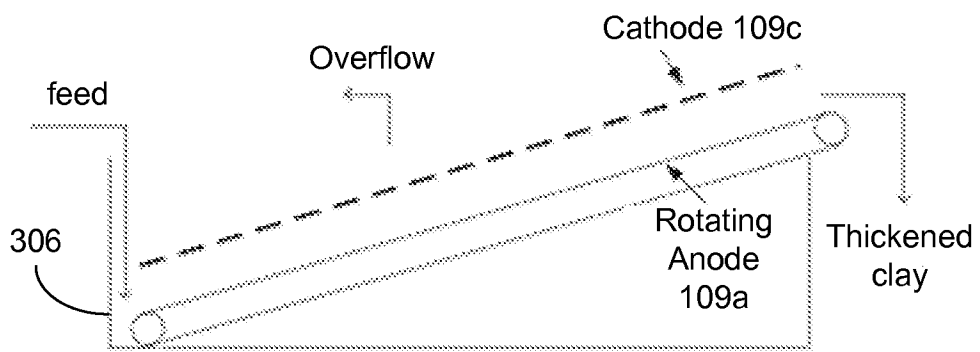 Cathode 109c
Overflow
feed
306
Rotating
Anode
109a
Thickened
clay